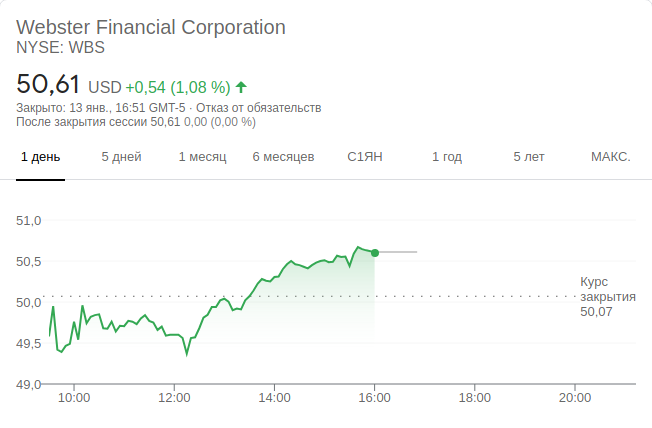 Webster Financial Corporation
NYSE: WBS
50,61 USD +0,54 (1,08 %)
Закрыто: 13 янв., 16:51 GMT-5 · Отказ от обязательств
После закрытия сессии 50,61 0,00 (0,00 %)
1 день 5 дней 1 месяц 6 месяцев С1ЯН 1 год 5 лет МАКС.
51,0
50,5
Курс
50,0 закрытия
50,07
49,5
49,0
10:00 12:00 14:00 16:00 18:00 20:00